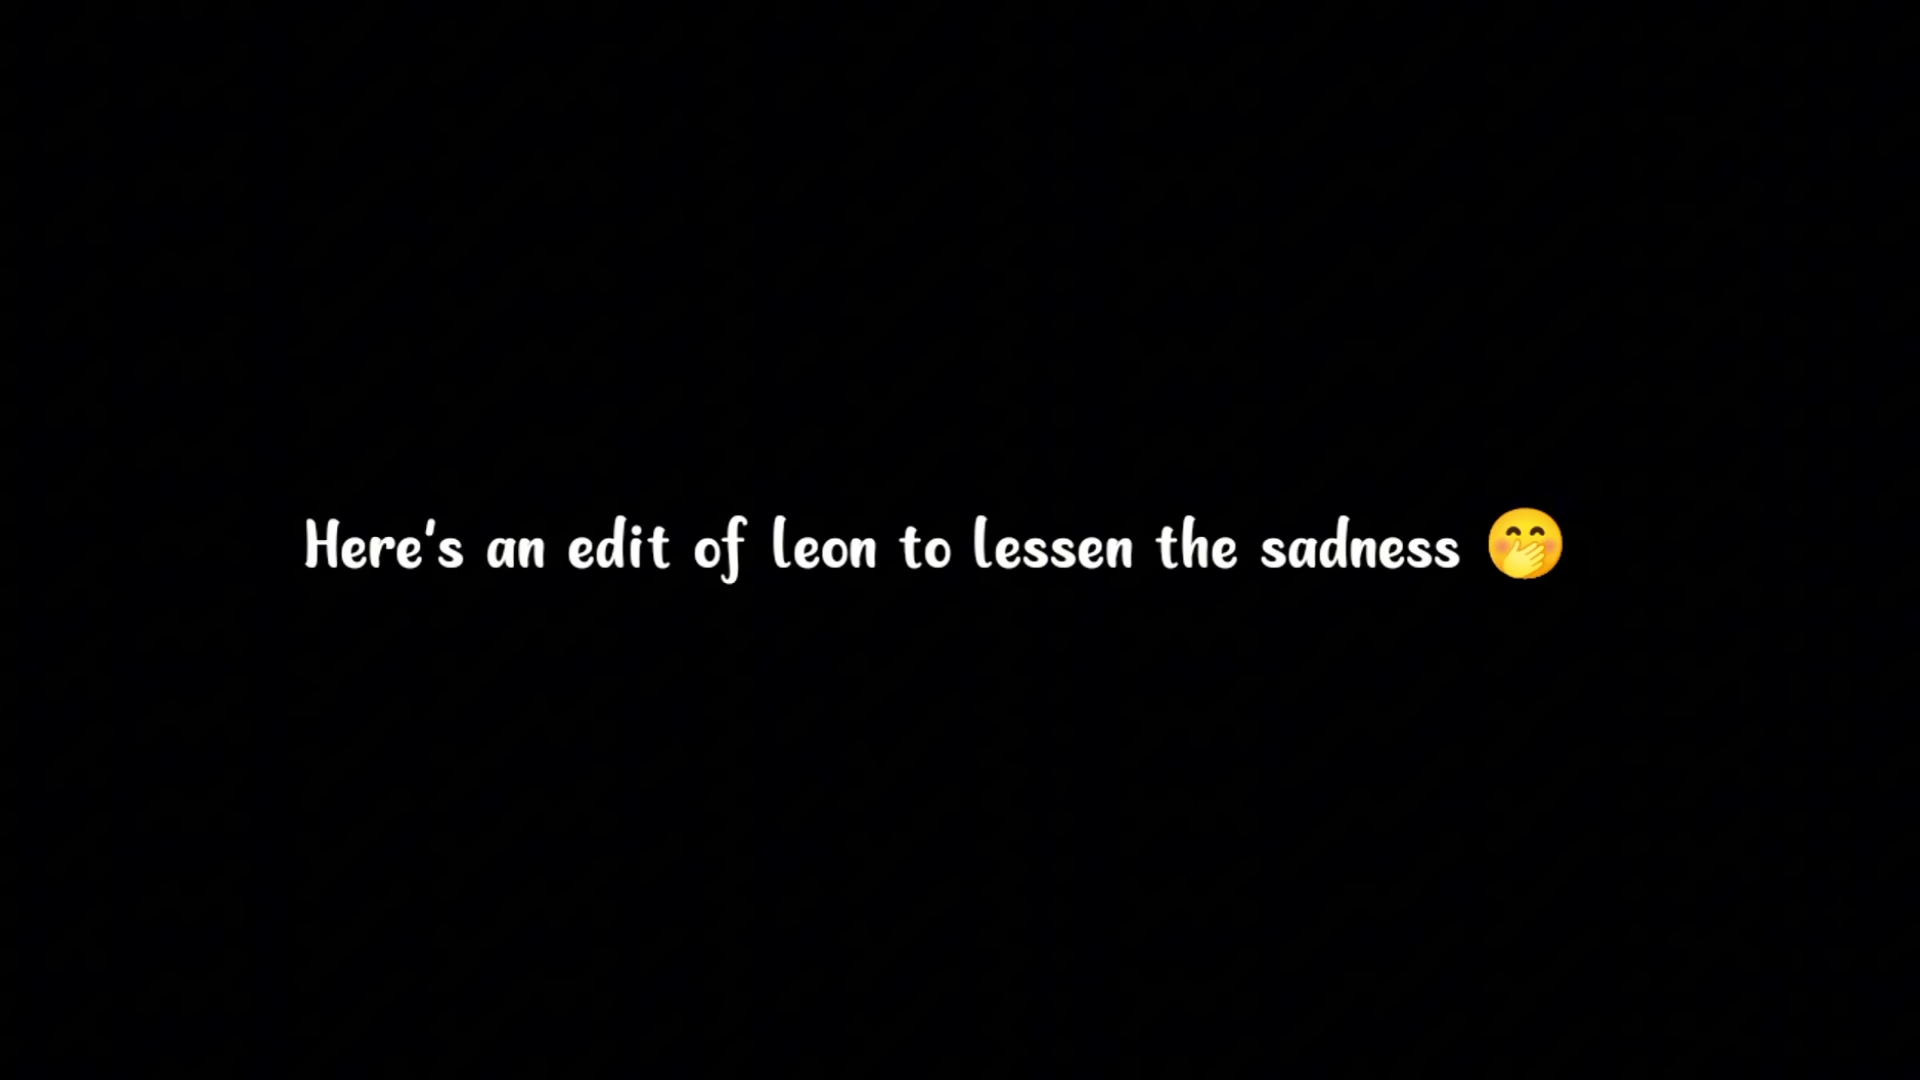 Here's an edit of leon to lessen the sadness 🤭